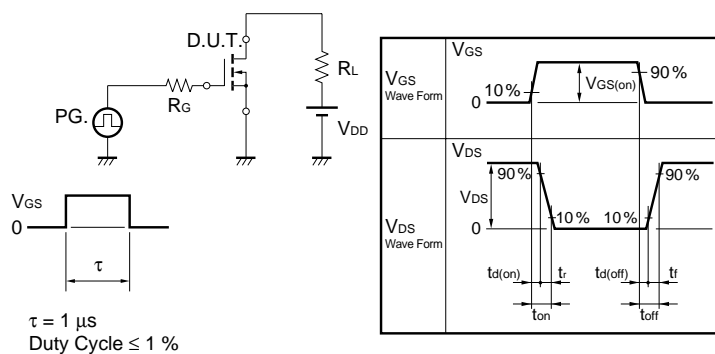 D.U.T.
RL
RG
PG.
VDD
VGS
0
τ
τ = 1 μs
Duty Cycle ≤ 1 %
VGS
Wave Form
VGS
10 %
VGS(on)
90 %
0
VDS
Wave Form
VDS
90 %
90 %
VDS
10 %
10 %
0
td(on)
tr
td(off)
tf
ton
toff